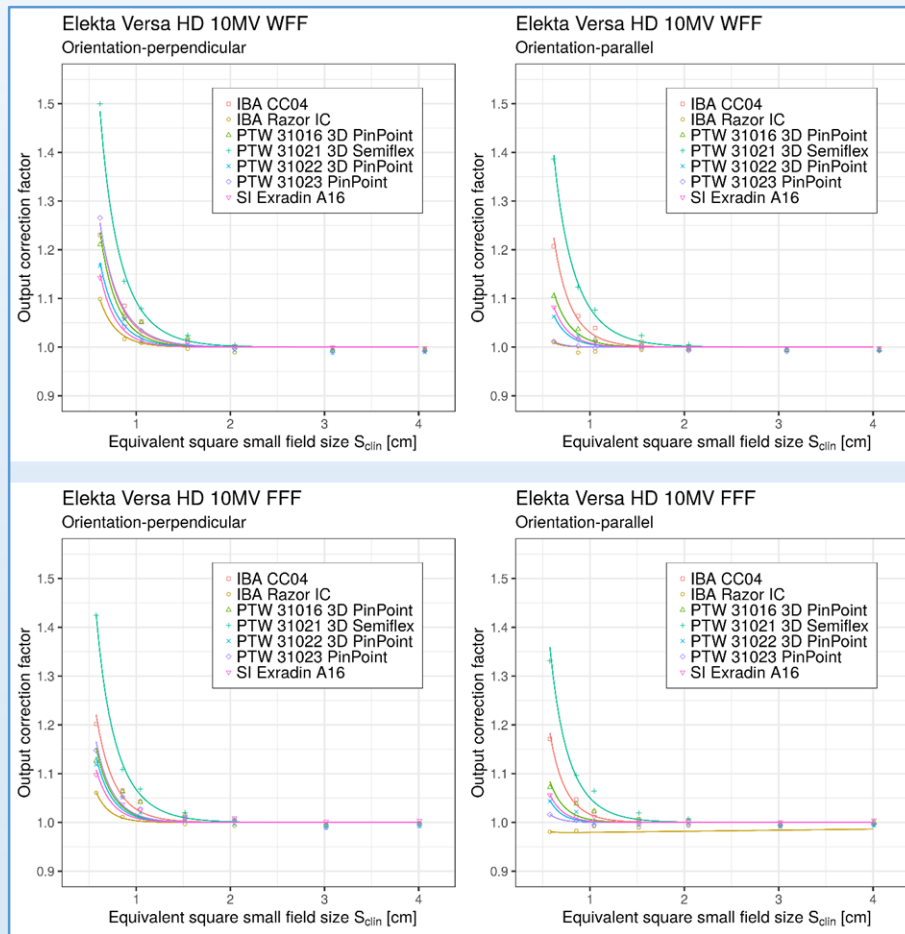 Elekta Versa HD 10MV WFF
Orientation-perpendicular
Output correction factor
1.5
1.4
1.3
1.2
1.1
1.0
0.9
IBA CC04
IBA Razor IC
PTW 31016 3D PinPoint
PTW 31021 3D Semiflex
PTW 31022 3D PinPoint
PTW 31023 PinPoint
SI Exradin A16
1 2 3 4
Equivalent square small field size S_clin [cm]
Elekta Versa HD 10MV WFF
Orientation-parallel
Output correction factor
1.5
1.4
1.3
1.2
1.1
1.0
0.9
IBA CC04
IBA Razor IC
PTW 31016 3D PinPoint
PTW 31021 3D Semiflex
PTW 31022 3D PinPoint
PTW 31023 PinPoint
SI Exradin A16
1 2 3 4
Equivalent square small field size S_clin [cm]
Elekta Versa HD 10MV FFF
Orientation-perpendicular
Output correction factor
1.5
1.4
1.3
1.2
1.1
1.0
0.9
IBA CC04
IBA Razor IC
PTW 31016 3D PinPoint
PTW 31021 3D Semiflex
PTW 31022 3D PinPoint
PTW 31023 PinPoint
SI Exradin A16
1 2 3 4
Equivalent square small field size S_clin [cm]
Elekta Versa HD 10MV FFF
Orientation-parallel
Output correction factor
1.5
1.4
1.3
1.2
1.1
1.0
0.9
IBA CC04
IBA Razor IC
PTW 31016 3D PinPoint
PTW 31021 3D Semiflex
PTW 31022 3D PinPoint
PTW 31023 PinPoint
SI Exradin A16
1 2 3 4
Equivalent square small field size S_clin [cm]